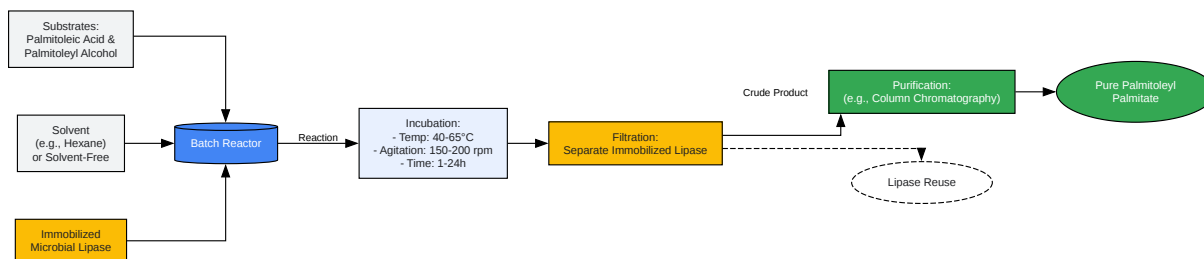 Substrates:
Palmitoleic Acid &
Palmitoleyl Alcohol
Solvent
(e.g., Hexane)
or Solvent-Free
Immobilized
Microbial Lipase
Batch Reactor
Reaction
Incubation:
- Temp: 40-65°C
- Agitation: 150-200 rpm
- Time: 1-24h
Filtration:
Separate Immobilized Lipase
Crude Product
Purification:
(e.g., Column Chromatography)
Lipase Reuse
Pure Palmitoleyl
Palmitate